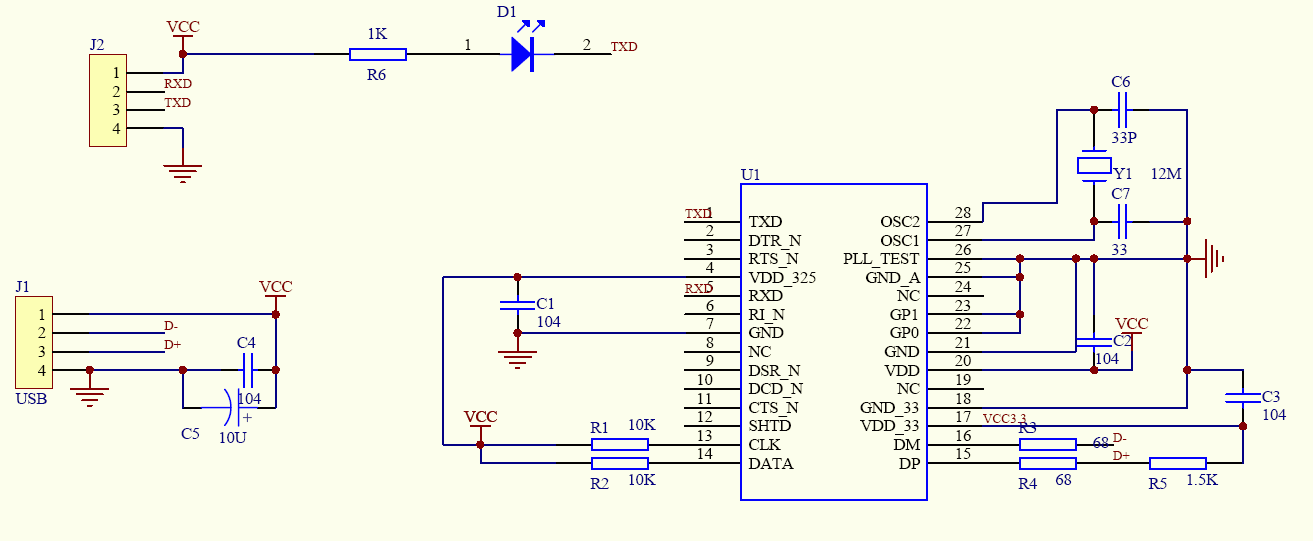 D1
VCC
1K
J2
1
2
TXD
R6
1
2
3
4
RXD
TXD
C6
33P
Y1
12M
C7
33
U1
TXD
1
2
3
4
RXD
5
6
7
8
9
10
11
12
13
14
TXD
DTR_N
RTS_N
VDD_325
RXD
RI_N
GND
NC
DSR_N
DCD_N
CTS_N
SHTD
CLK
DATA
OSC2
OSC1
PLL_TEST
GND_A
NC
GP1
GP0
GND
VDD
NC
GND_33
VDD_33
DM
DP
28
27
26
25
24
23
22
21
20
19
18
17
16
15
C1
104
J1
VCC
1
2
3
4
D-
D+
USB
C4
104
C5
10U
+
VCC
C2
104
C3
104
VCC
R1
10K
R2
10K
VCC3.3
R3
68
D-
D+
R4
68
R5
1.5K